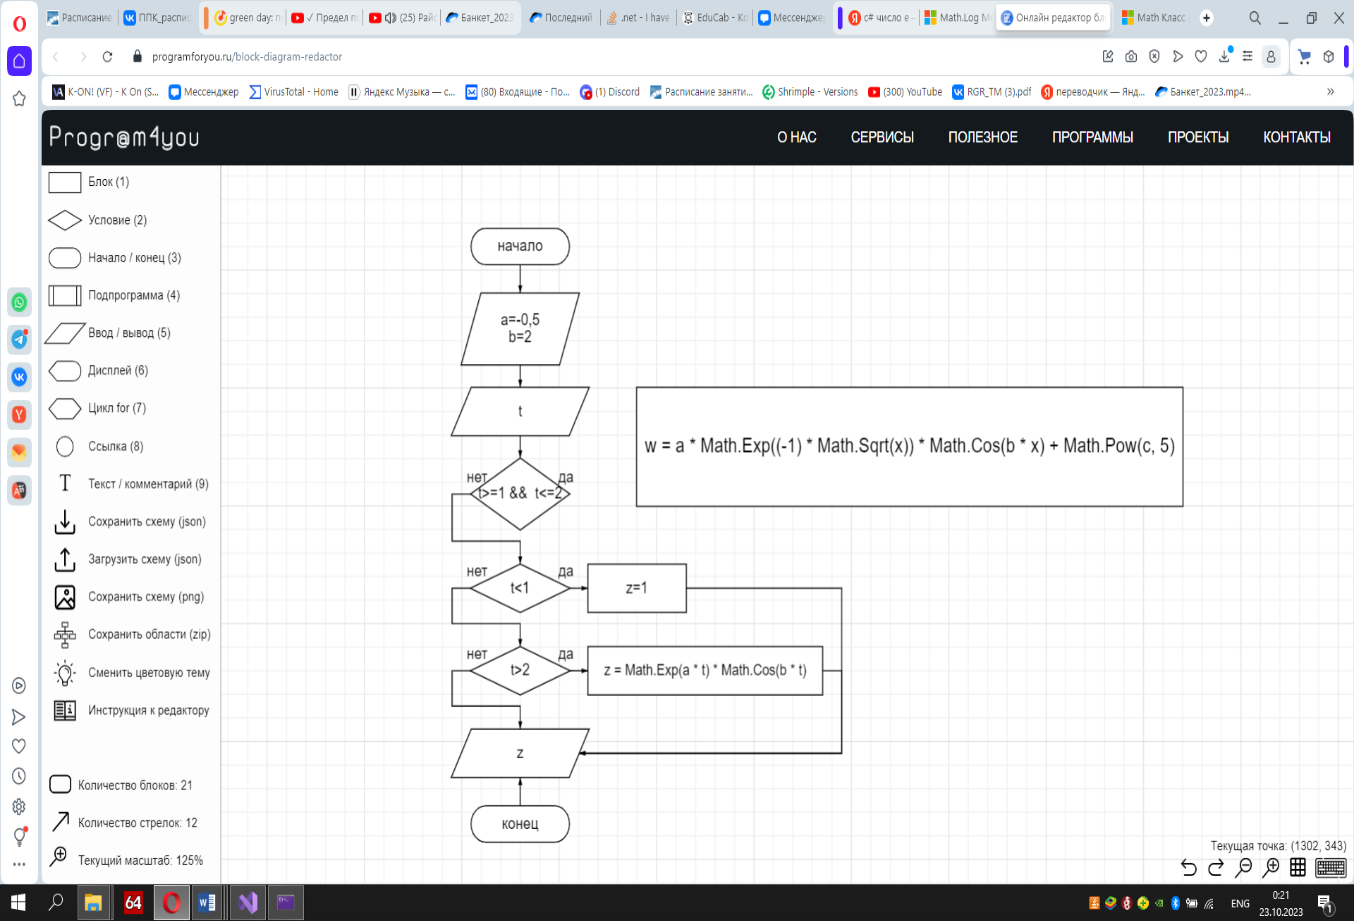 Расписание
ППК_распис
green day: п
✓ Предел п
(25) Райс
Банкет_2023
Последний
.net - I have
EduCab - Ко
Мессендже
c# число е -
Math.Log М
Онлайн редактор бл
Math Класс
programforyou.ru/block-diagram-redactor
K-ON! (VF) - K On (S...
Мессенджер
VirusTotal - Home
Яндекс Музыка — с...
(80) Входящие - По...
(1) Discord
Расписание заняти...
Shrimple - Versions
(300) YouTube
RGR_TM (3).pdf
переводчик — Янд...
Банкет_2023.mp4...
»
Progr@m4you
О НАС
СЕРВИСЫ
ПОЛЕЗНОЕ
ПРОГРАММЫ
ПРОЕКТЫ
КОНТАКТЫ
Блок (1)
Условие (2)
Начало / конец (3)
Подпрограмма (4)
Ввод / вывод (5)
Дисплей (6)
Цикл for (7)
Ссылка (8)
T Текст / комментарий (9)
Сохранить схему (json)
Загрузить схему (json)
Сохранить схему (png)
Сохранить области (zip)
Сменить цветовую тему
Инструкция к редактору
Количество блоков: 21
Количество стрелок: 12
Текущий масштаб: 125%
начало
a=-0,5
b=2
t
нет
да
t>=1 && t<=2
нет
да
t<1
z=1
нет
да
t>2
z = Math.Exp(a * t) * Math.Cos(b * t)
z
конец
w = a * Math.Exp((-1) * Math.Sqrt(x)) * Math.Cos(b * x) + Math.Pow(c, 5)
Текущая точка: (1302, 343)
64
ENG
0:21
23.10.2023
1